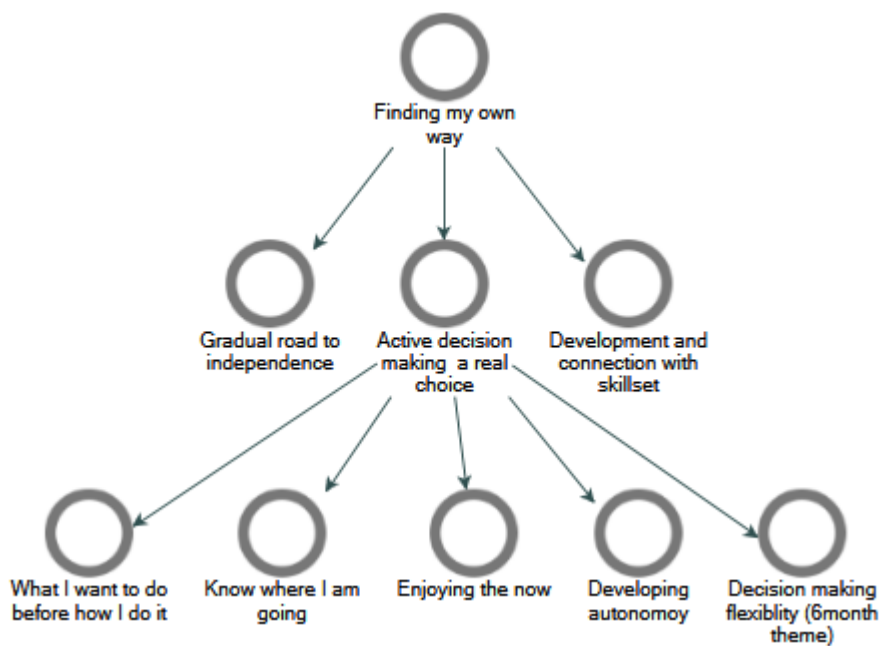 Finding my own
way
Gradual road to
independence
Active decision
making a real
choice
Development and
connection with
skillset
What I want to do
before how I do it
Know where I am
going
Enjoying the now
Developing
autonomoy
Decision making
flexiblity (6month
theme)